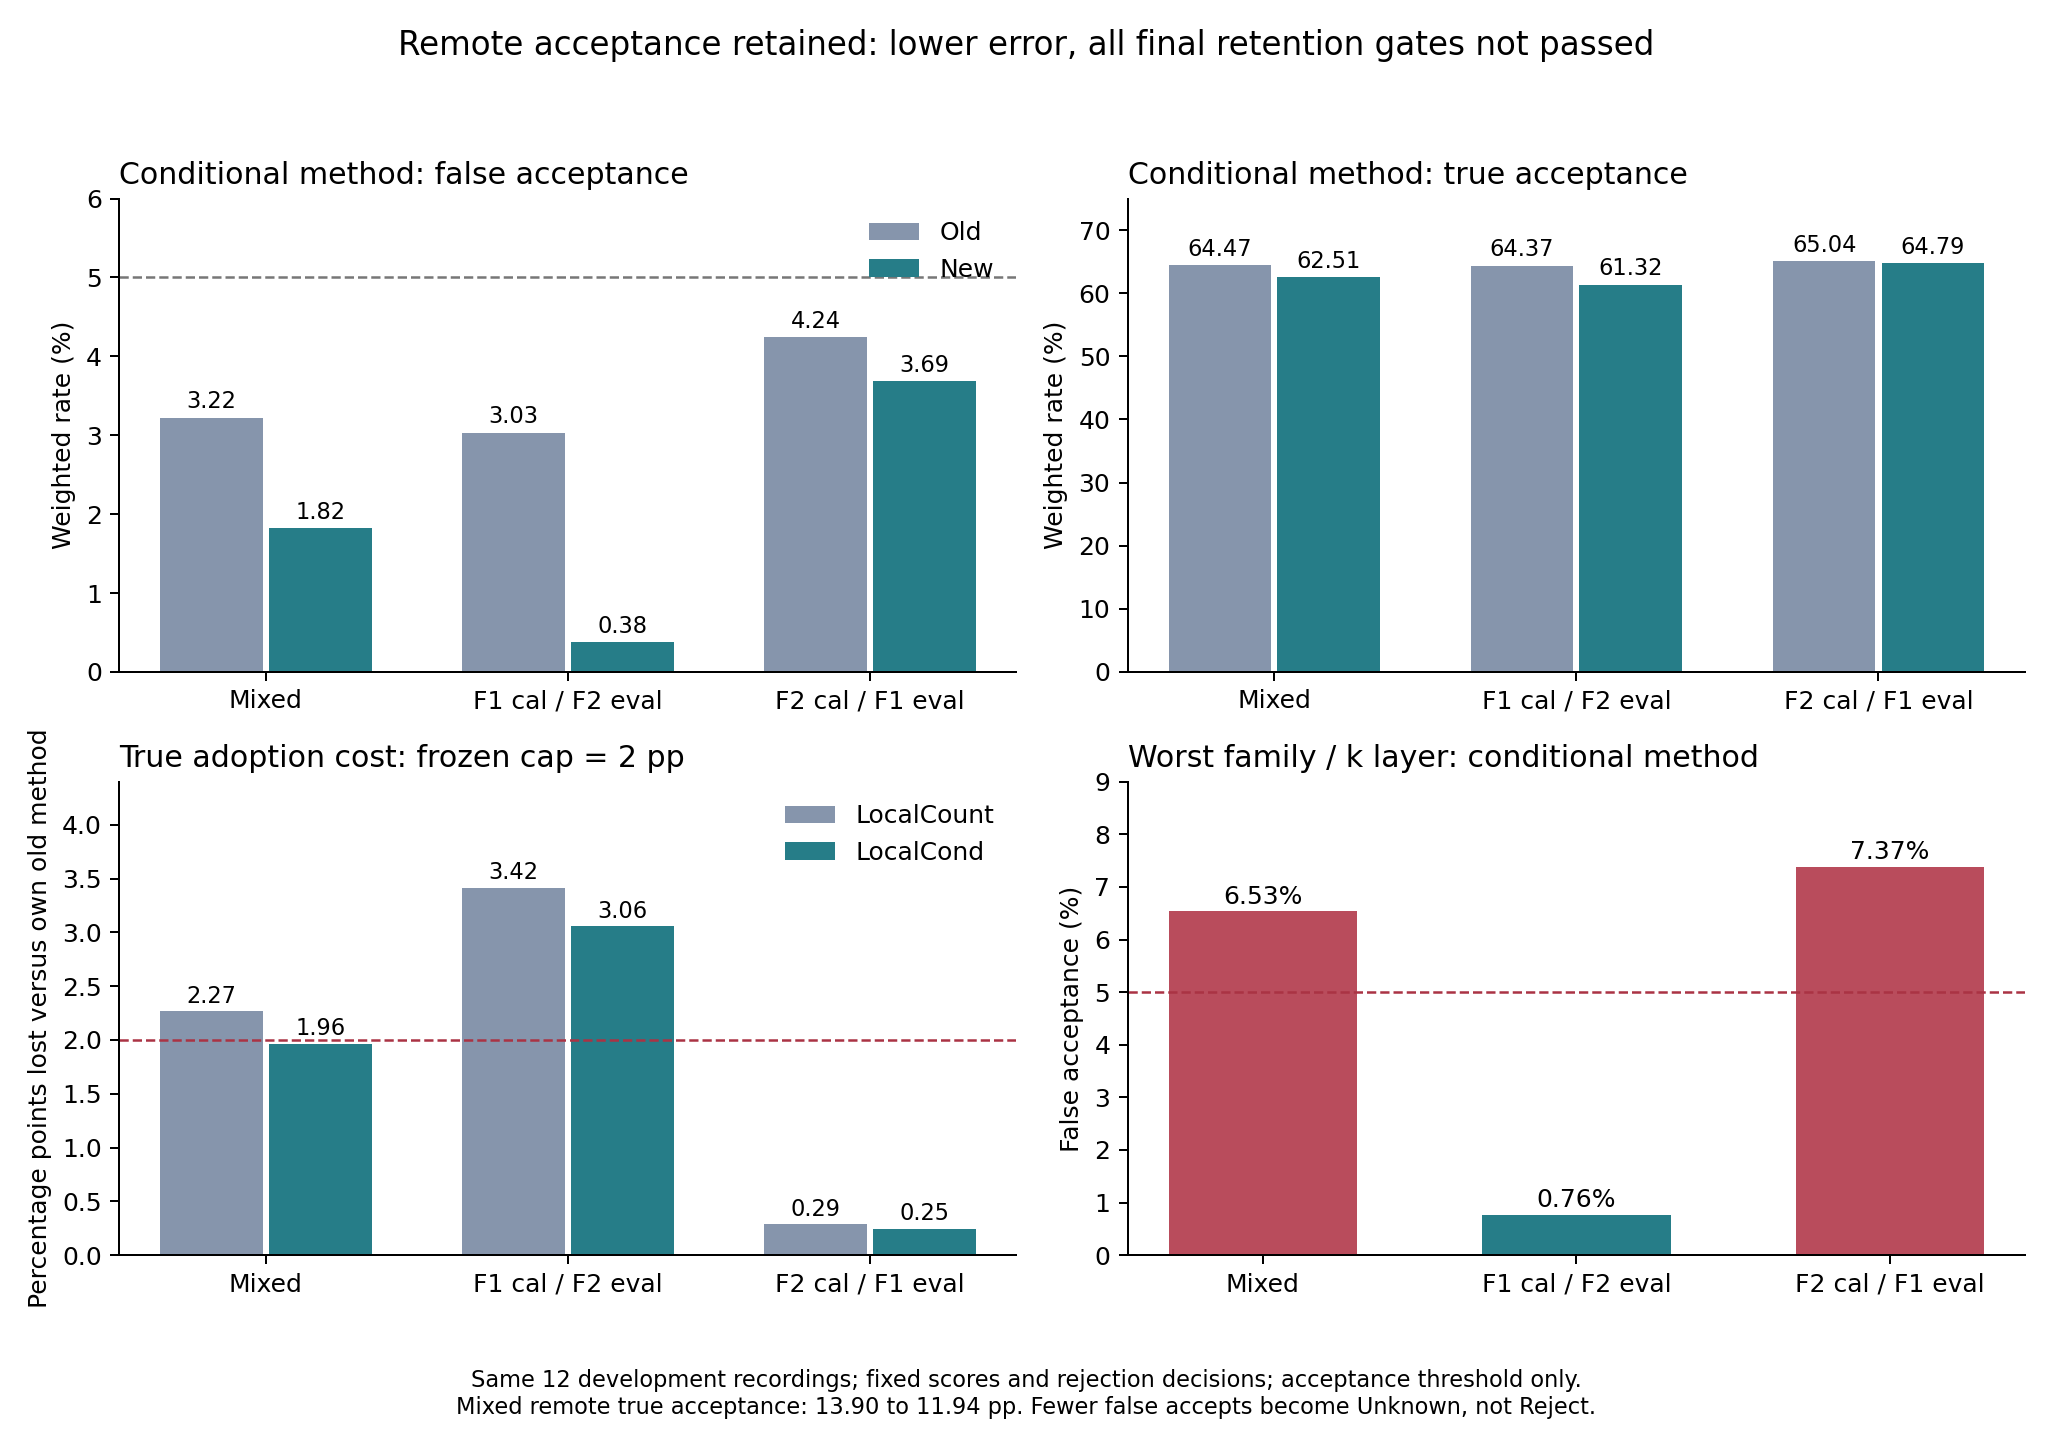 Remote acceptance retained: lower error, all final retention gates not passed
Conditional method: false acceptance
Weighted rate (%)
6
5
4
3
2
1
0
Old
New
3.22
1.82
3.03
0.38
4.24
3.69
Mixed
F1 cal / F2 eval
F2 cal / F1 eval
Conditional method: true acceptance
Weighted rate (%)
70
60
50
40
30
20
10
0
64.47
62.51
64.37
61.32
65.04
64.79
Mixed
F1 cal / F2 eval
F2 cal / F1 eval
True adoption cost: frozen cap = 2 pp
Percentage points lost versus own old method
4.0
3.5
3.0
2.5
2.0
1.5
1.0
0.5
0.0
LocalCount
LocalCond
2.27
1.96
3.42
3.06
0.29
0.25
Mixed
F1 cal / F2 eval
F2 cal / F1 eval
Worst family / k layer: conditional method
False acceptance (%)
9
8
7
6
5
4
3
2
1
0
6.53%
0.76%
7.37%
Mixed
F1 cal / F2 eval
F2 cal / F1 eval
Same 12 development recordings; fixed scores and rejection decisions; acceptance threshold only.
Mixed remote true acceptance: 13.90 to 11.94 pp. Fewer false accepts become Unknown, not Reject.